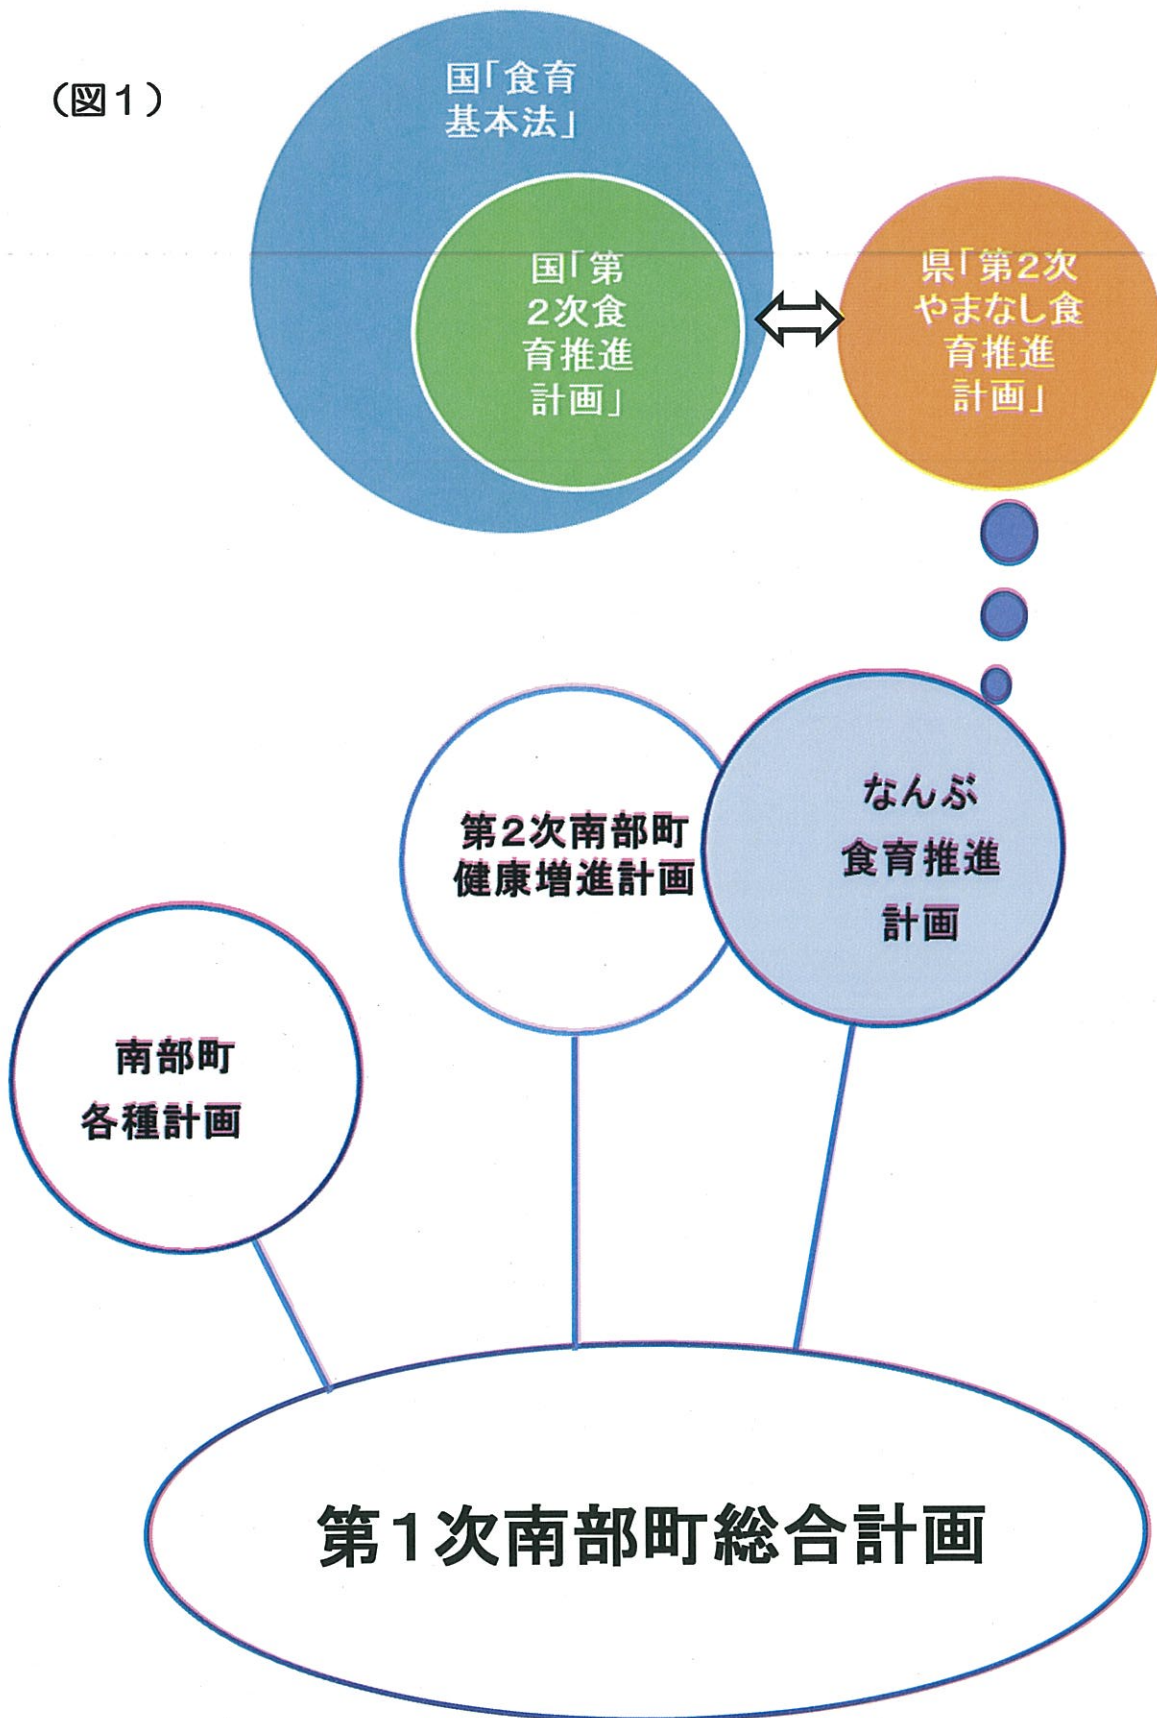 （図１）
国「食育
基本法」
国「第
２次食
育推進
計画」
県「第２次
やまなし食
育推進
計画」
なんぶ
食育推進
計画
第２次南部町
健康増進計画
南部町
各種計画
第１次南部町総合計画